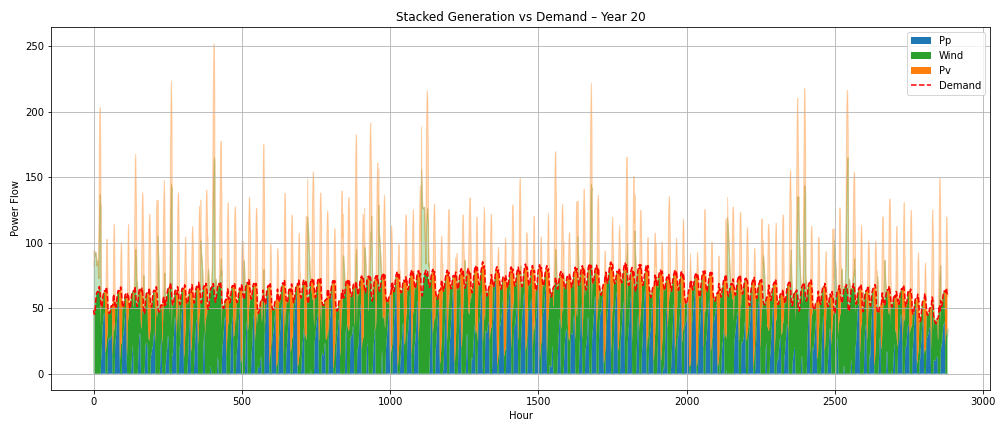 Stacked Generation vs Demand – Year 20
Pp
Wind
Pv
Demand
Power Flow
250
200
150
100
50
0
0 500 1000 1500 2000 2500 3000
Hour